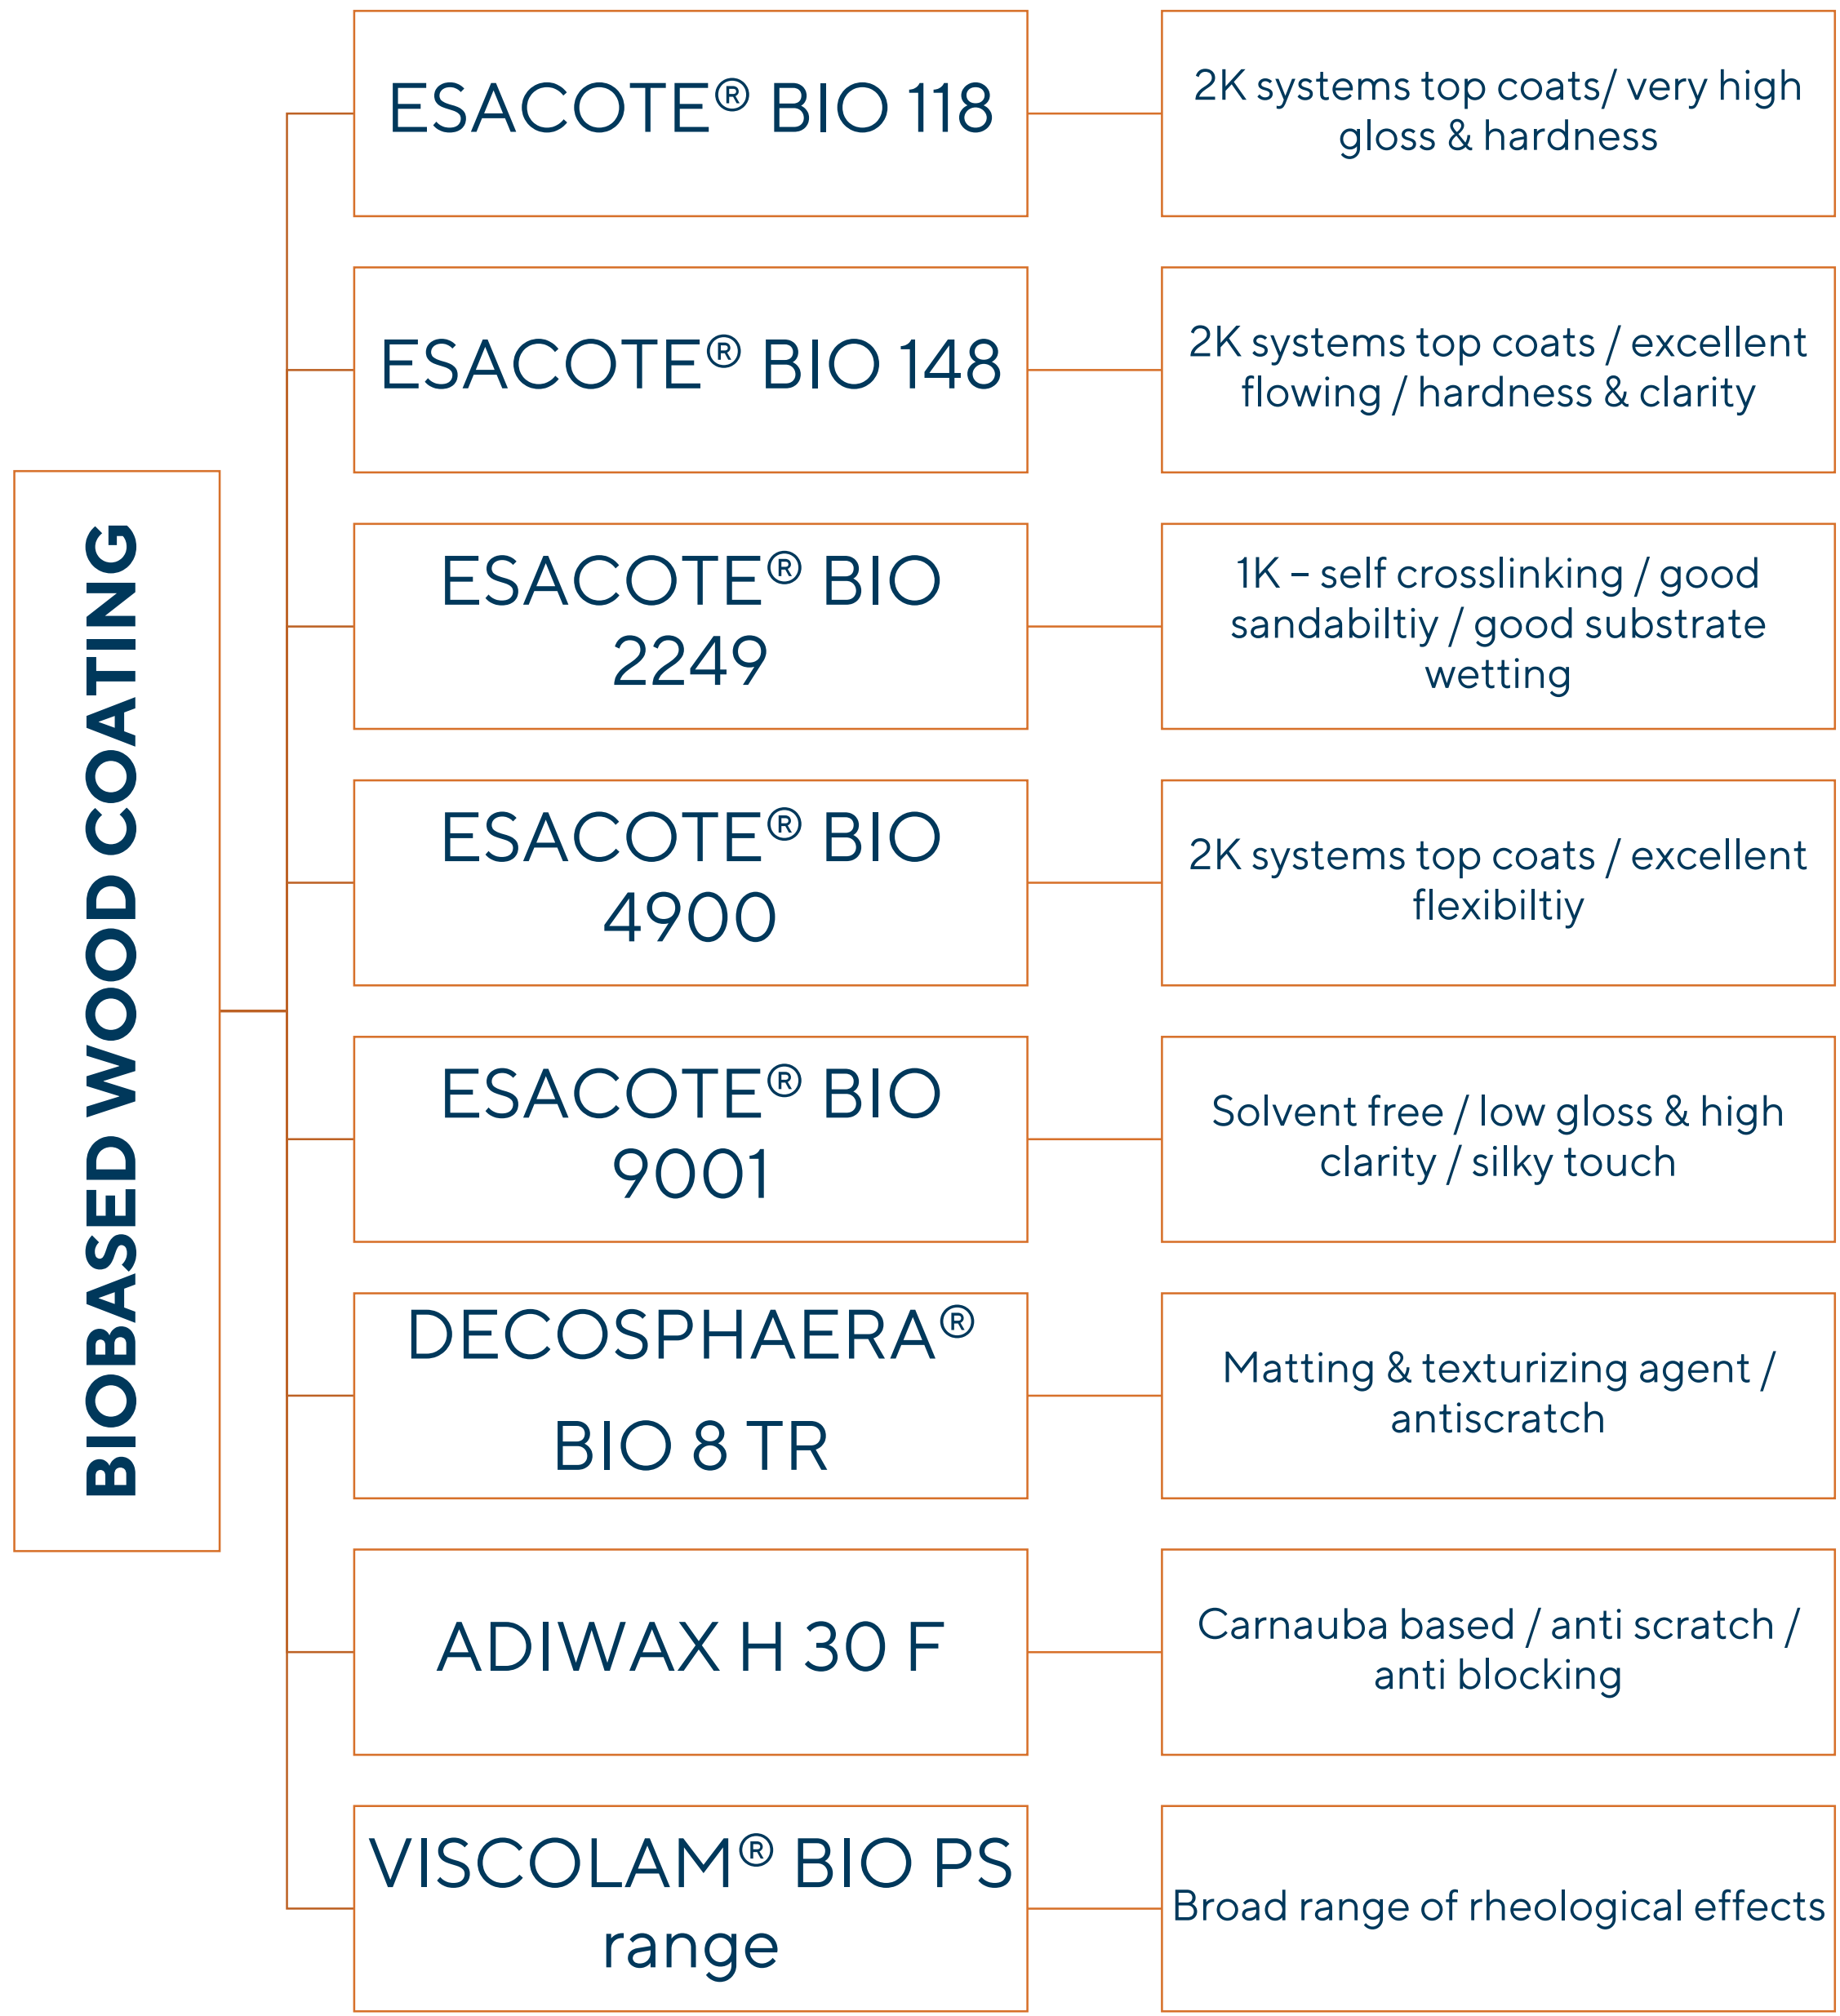 BIOBASED WOOD COATING
ESACOTE® BIO 118
2K systems top coats/ very high
gloss & hardness
ESACOTE® BIO 148
2K systems top coats / excellent
flowing / hardness & clarity
ESACOTE® BIO
2249
1K – self crosslinking / good
sandabiltiy / good substrate
wetting
ESACOTE® BIO
4900
2K systems top coats / excellent
flexibiltiy
ESACOTE® BIO
9001
Solvent free / low gloss & high
clarity / silky touch
DECOSPHAERA®
BIO 8 TR
Matting & texturizing agent /
antiscratch
ADIWAX H 30 F
Carnauba based / anti scratch /
anti blocking
VISCOLAM® BIO PS
range
Broad range of rheological effects